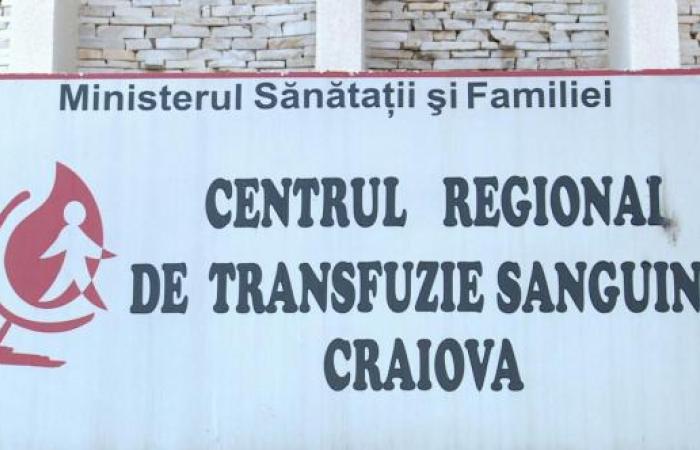 Ministerul Sănătaţii şi Familiei
CENTRUL REGIONAL
DE TRANSFUZIE SANGUIN
CRAIOVA